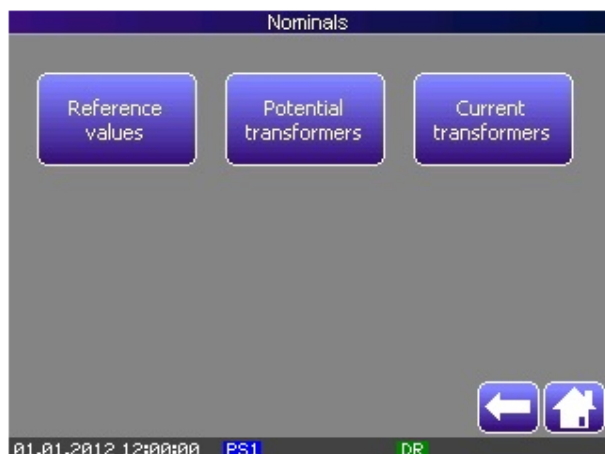 Nominals
Reference
values
Potential
transformers
Current
transformers
01.01.2012 12:00:00 PS1 DR